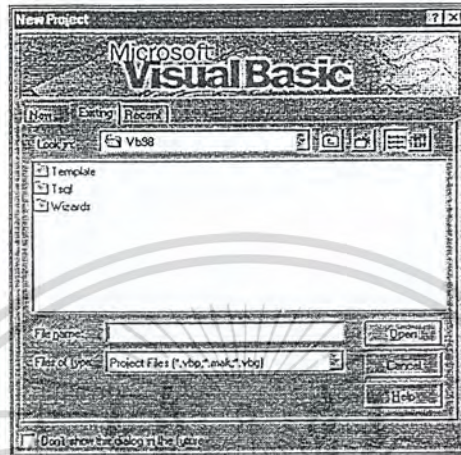 New Project
Microsoft
Visual Basic
New Existing Recent
Look in: Vb98
Template
Tsql
Wizards
File name: Open
Files of type: Project Files (*.vbp;*.mak;*.vbg) Cancel
Help
Don't show this dialog in the future